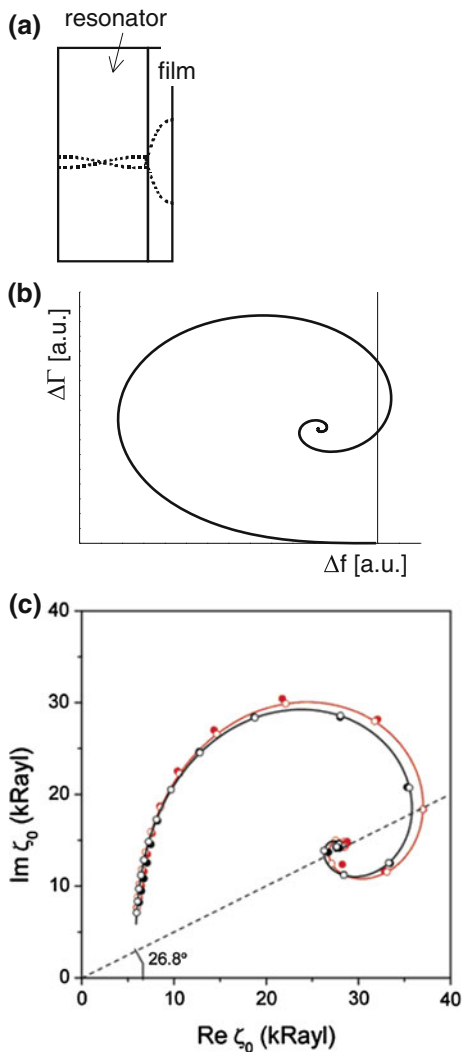 (a)
resonator
film
(b)
ΔΓ [a.u.]
Δf [a.u.]
(c)
40
30
20
10
0
Im ζ₀ (kRayl)
26.8°
0 10 20 30 40
Re ζ₀ (kRayl)